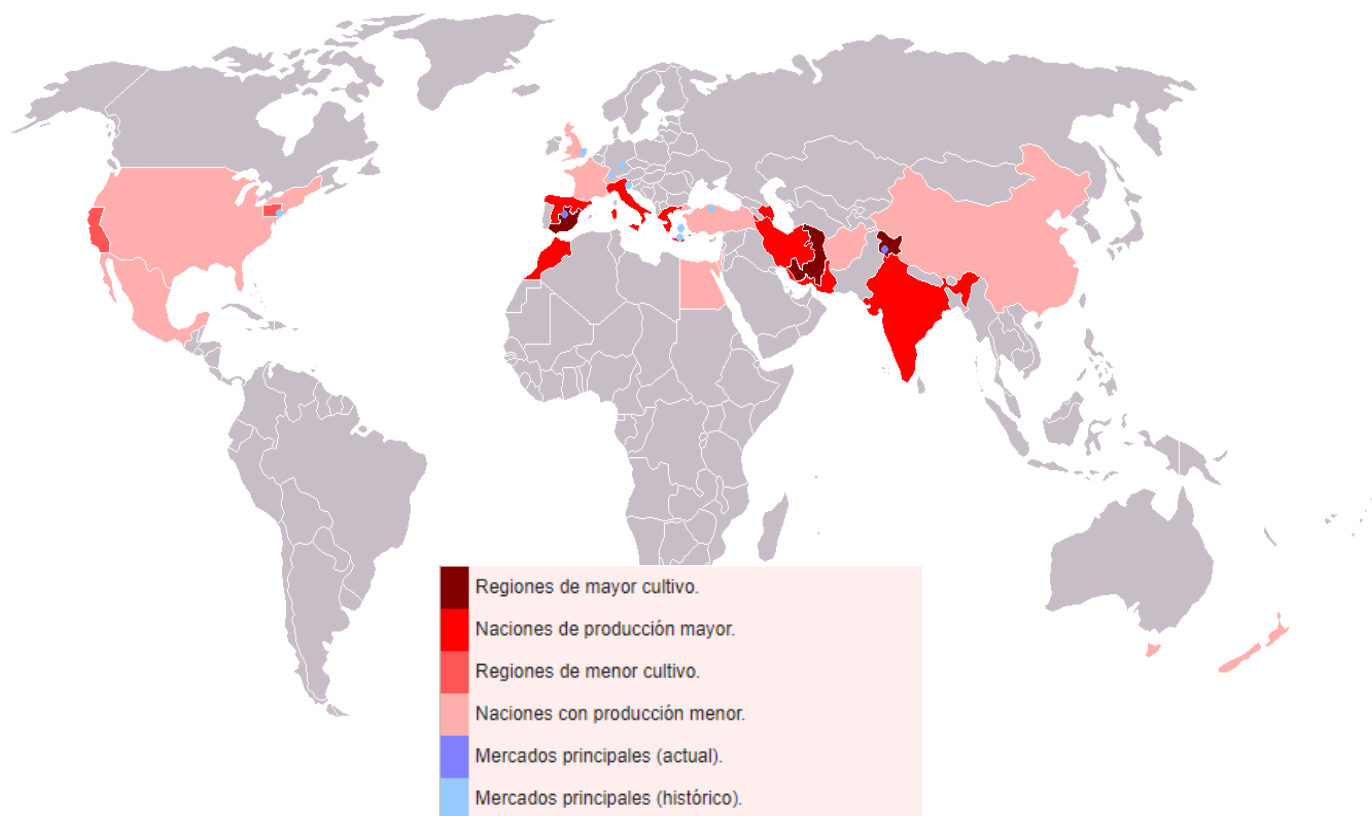 Regiones de mayor cultivo.
Naciones de producción mayor.
Regiones de menor cultivo.
Naciones con producción menor.
Mercados principales (actual).
Mercados principales (histórico).